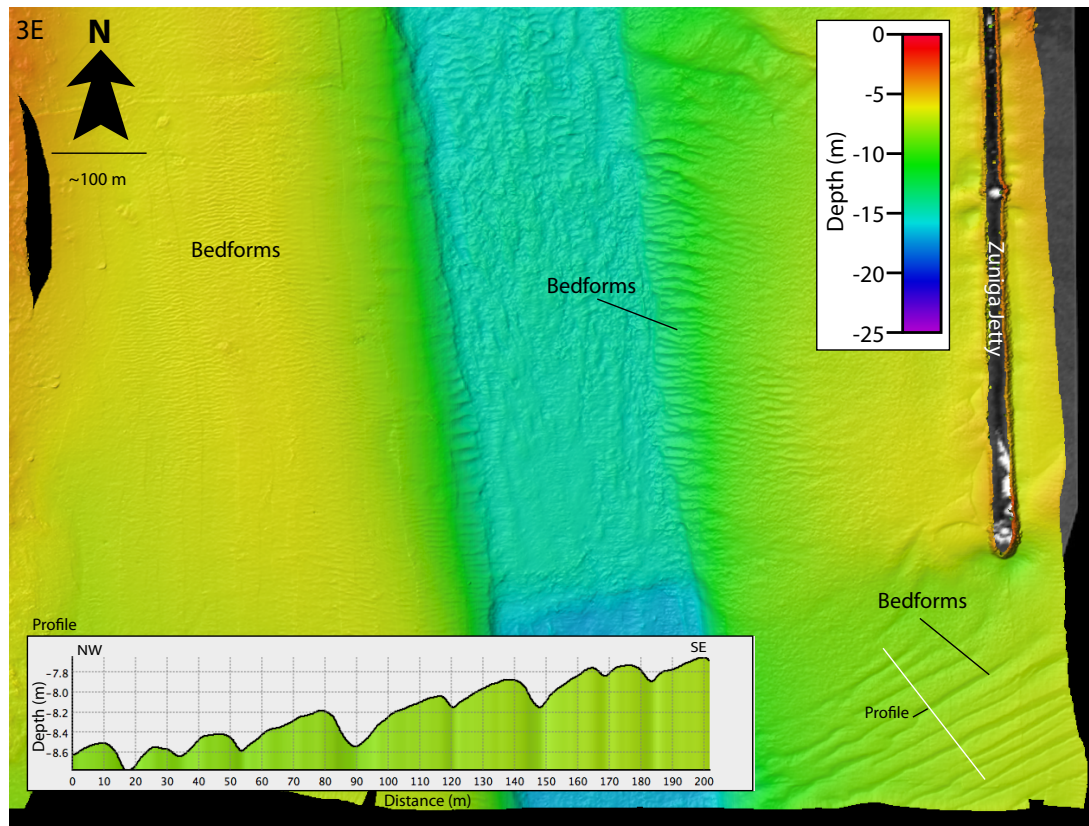 3E
N
~100 m
Bedforms
Bedforms
Depth (m)
0
-5
-10
-15
-20
-25
Zuniga Jetty
Bedforms
Profile
Profile
NW
SE
Depth (m)
-7.8
-8.0
-8.2
-8.4
-8.6
0 10 20 30 40 50 60 70 80 90 100 110 120 130 140 150 160 170 180 190 200
Distance (m)